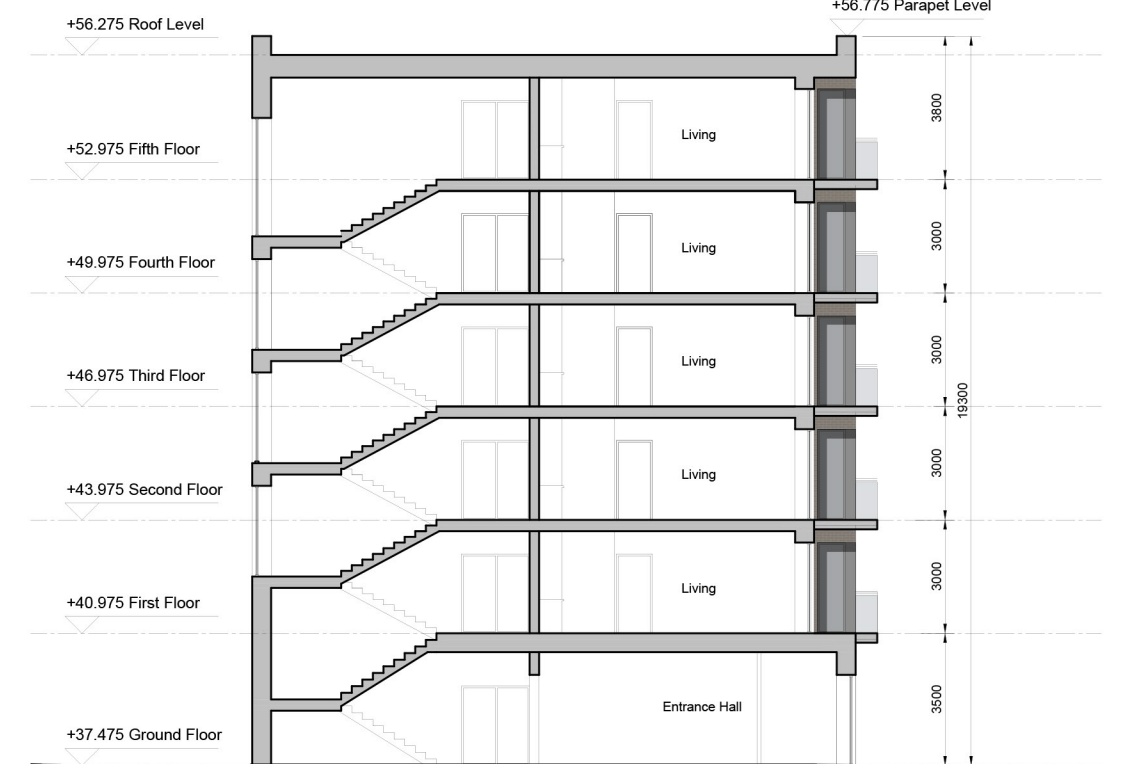 +56.775 Parapet Level
+56.275 Roof Level
3800
Living
+52.975 Fifth Floor
3000
Living
+49.975 Fourth Floor
3000
Living
+46.975 Third Floor
19300
3000
Living
+43.975 Second Floor
3000
Living
+40.975 First Floor
3500
Entrance Hall
+37.475 Ground Floor